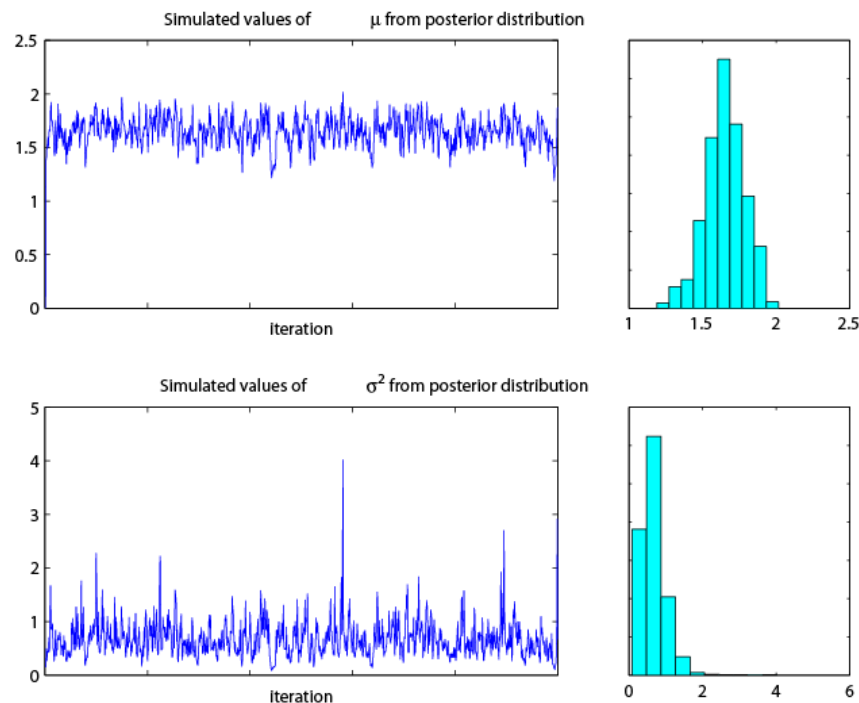 Simulated values of μ from posterior distribution
2.5
2
1.5
1
0.5
0
iteration
1 1.5 2 2.5
Simulated values of σ² from posterior distribution
5
4
3
2
1
0
iteration
0 2 4 6